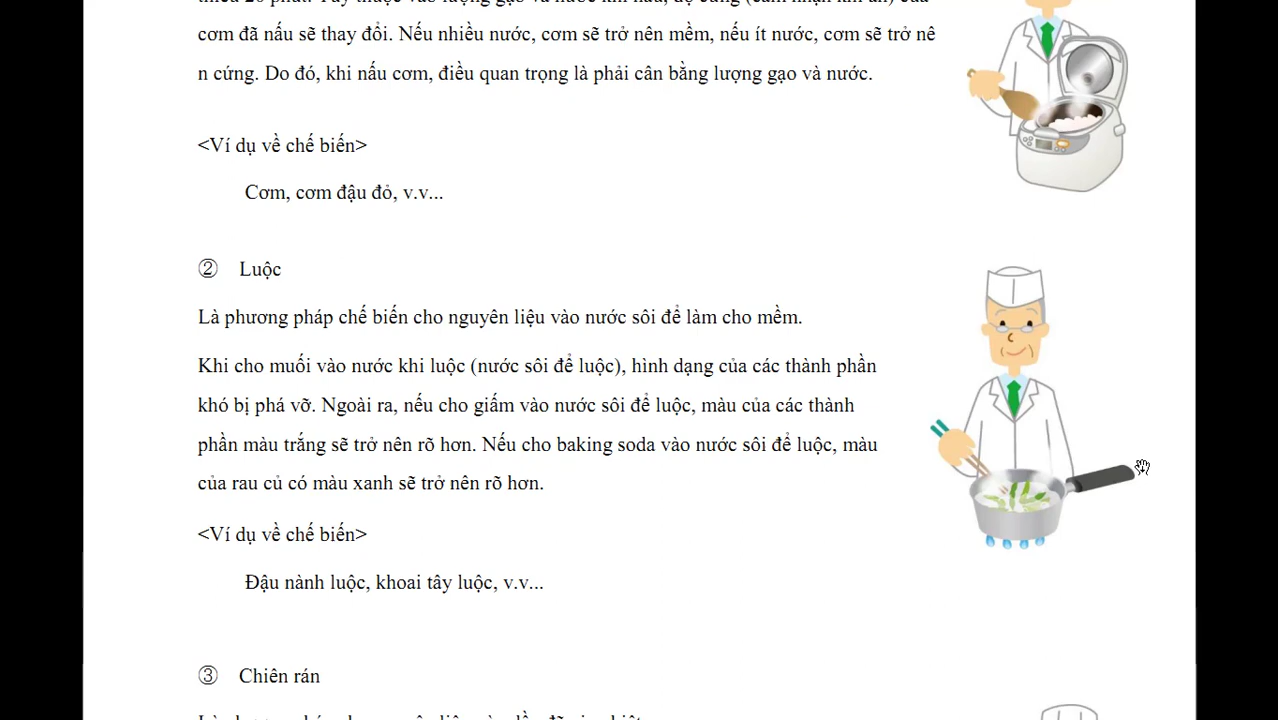 cơm đã nấu sẽ thay đổi. Nếu nhiều nước, cơm sẽ trở nên mềm, nếu ít nước, cơm sẽ trở nê
n cứng. Do đó, khi nấu cơm, điều quan trọng là phải cân bằng lượng gạo và nước.
<Ví dụ về chế biến>
Cơm, cơm đậu đỏ, v.v...
② Luộc
Là phương pháp chế biến cho nguyên liệu vào nước sôi để làm cho mềm.
Khi cho muối vào nước khi luộc (nước sôi để luộc), hình dạng của các thành phần
khó bị phá vỡ. Ngoài ra, nếu cho giấm vào nước sôi để luộc, màu của các thành
phần màu trắng sẽ trở nên rõ hơn. Nếu cho baking soda vào nước sôi để luộc, màu
của rau củ có màu xanh sẽ trở nên rõ hơn.
<Ví dụ về chế biến>
Đậu nành luộc, khoai tây luộc, v.v...
③ Chiên rán